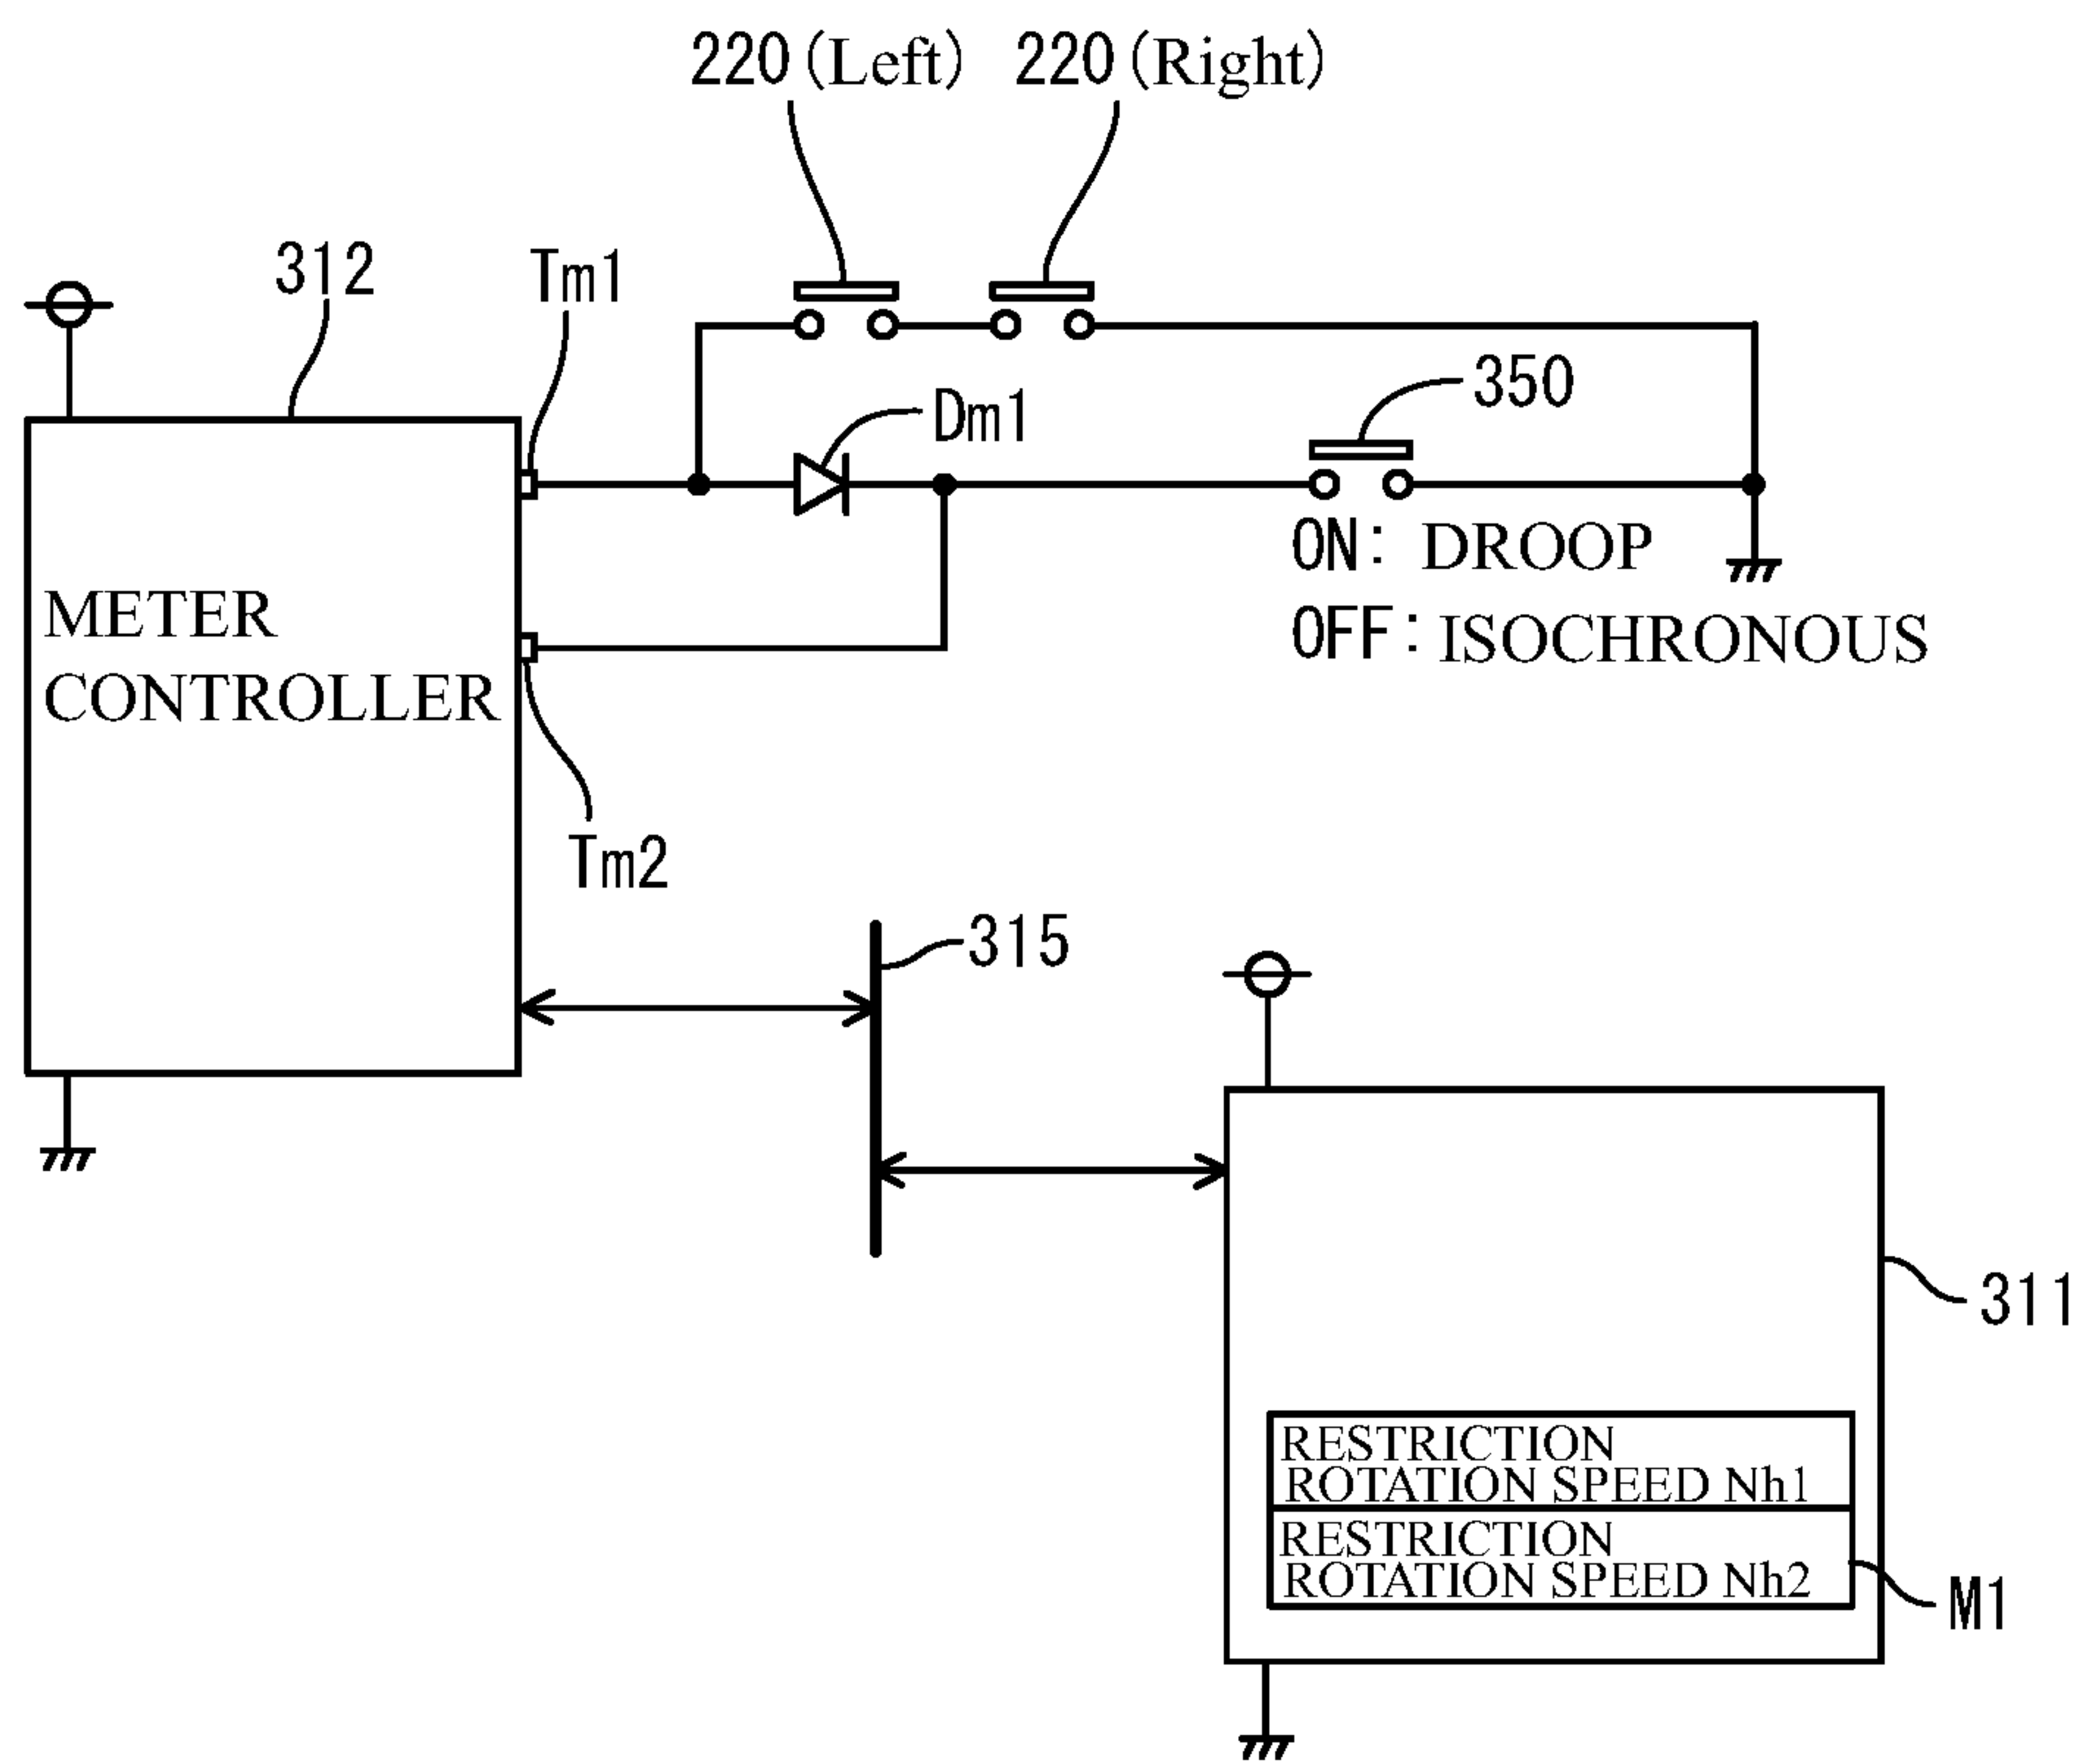 220 (Left) 220 (Right)
312
Tm1
350
Dm1
ON: DROOP
OFF: ISOCHRONOUS
METER
CONTROLLER
Tm2
315
311
RESTRICTION
ROTATION SPEED Nh1
RESTRICTION
ROTATION SPEED Nh2
M1